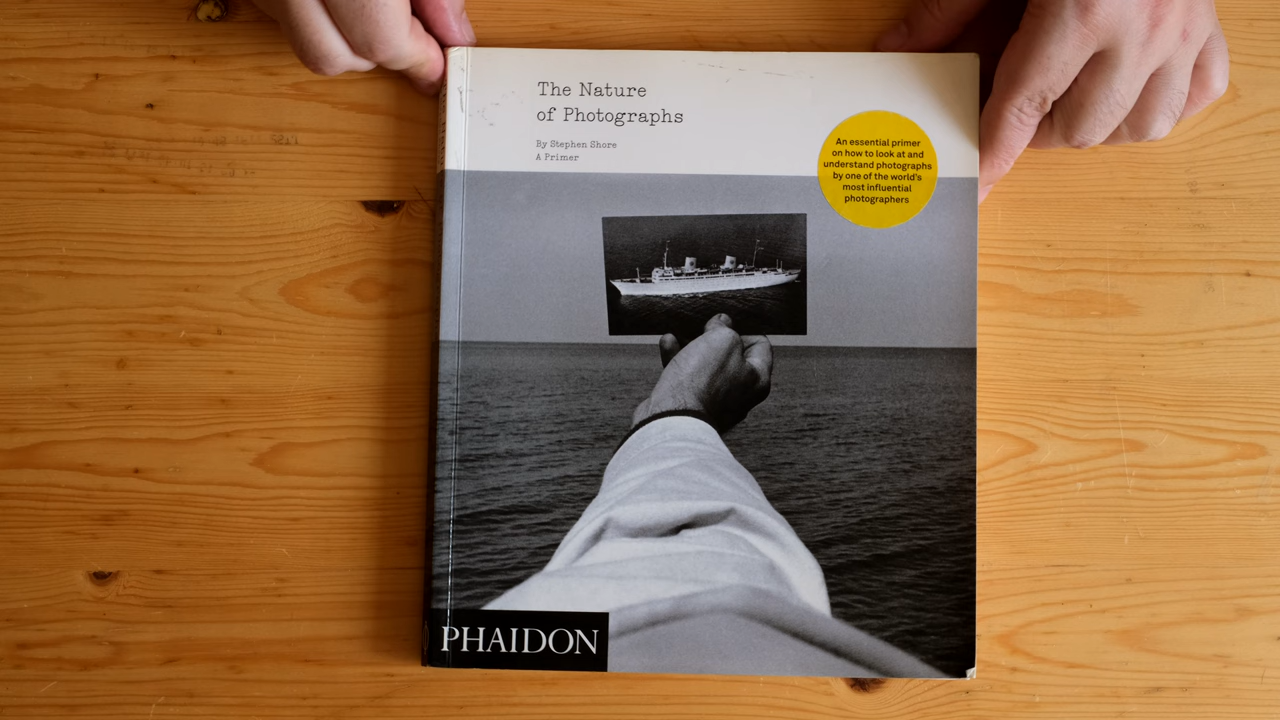 The Nature
of Photographs
By Stephen Shore
A Primer
An essential primer
on how to look at and
understand photographs
by one of the world's
most influential
photographers
PHAIDON